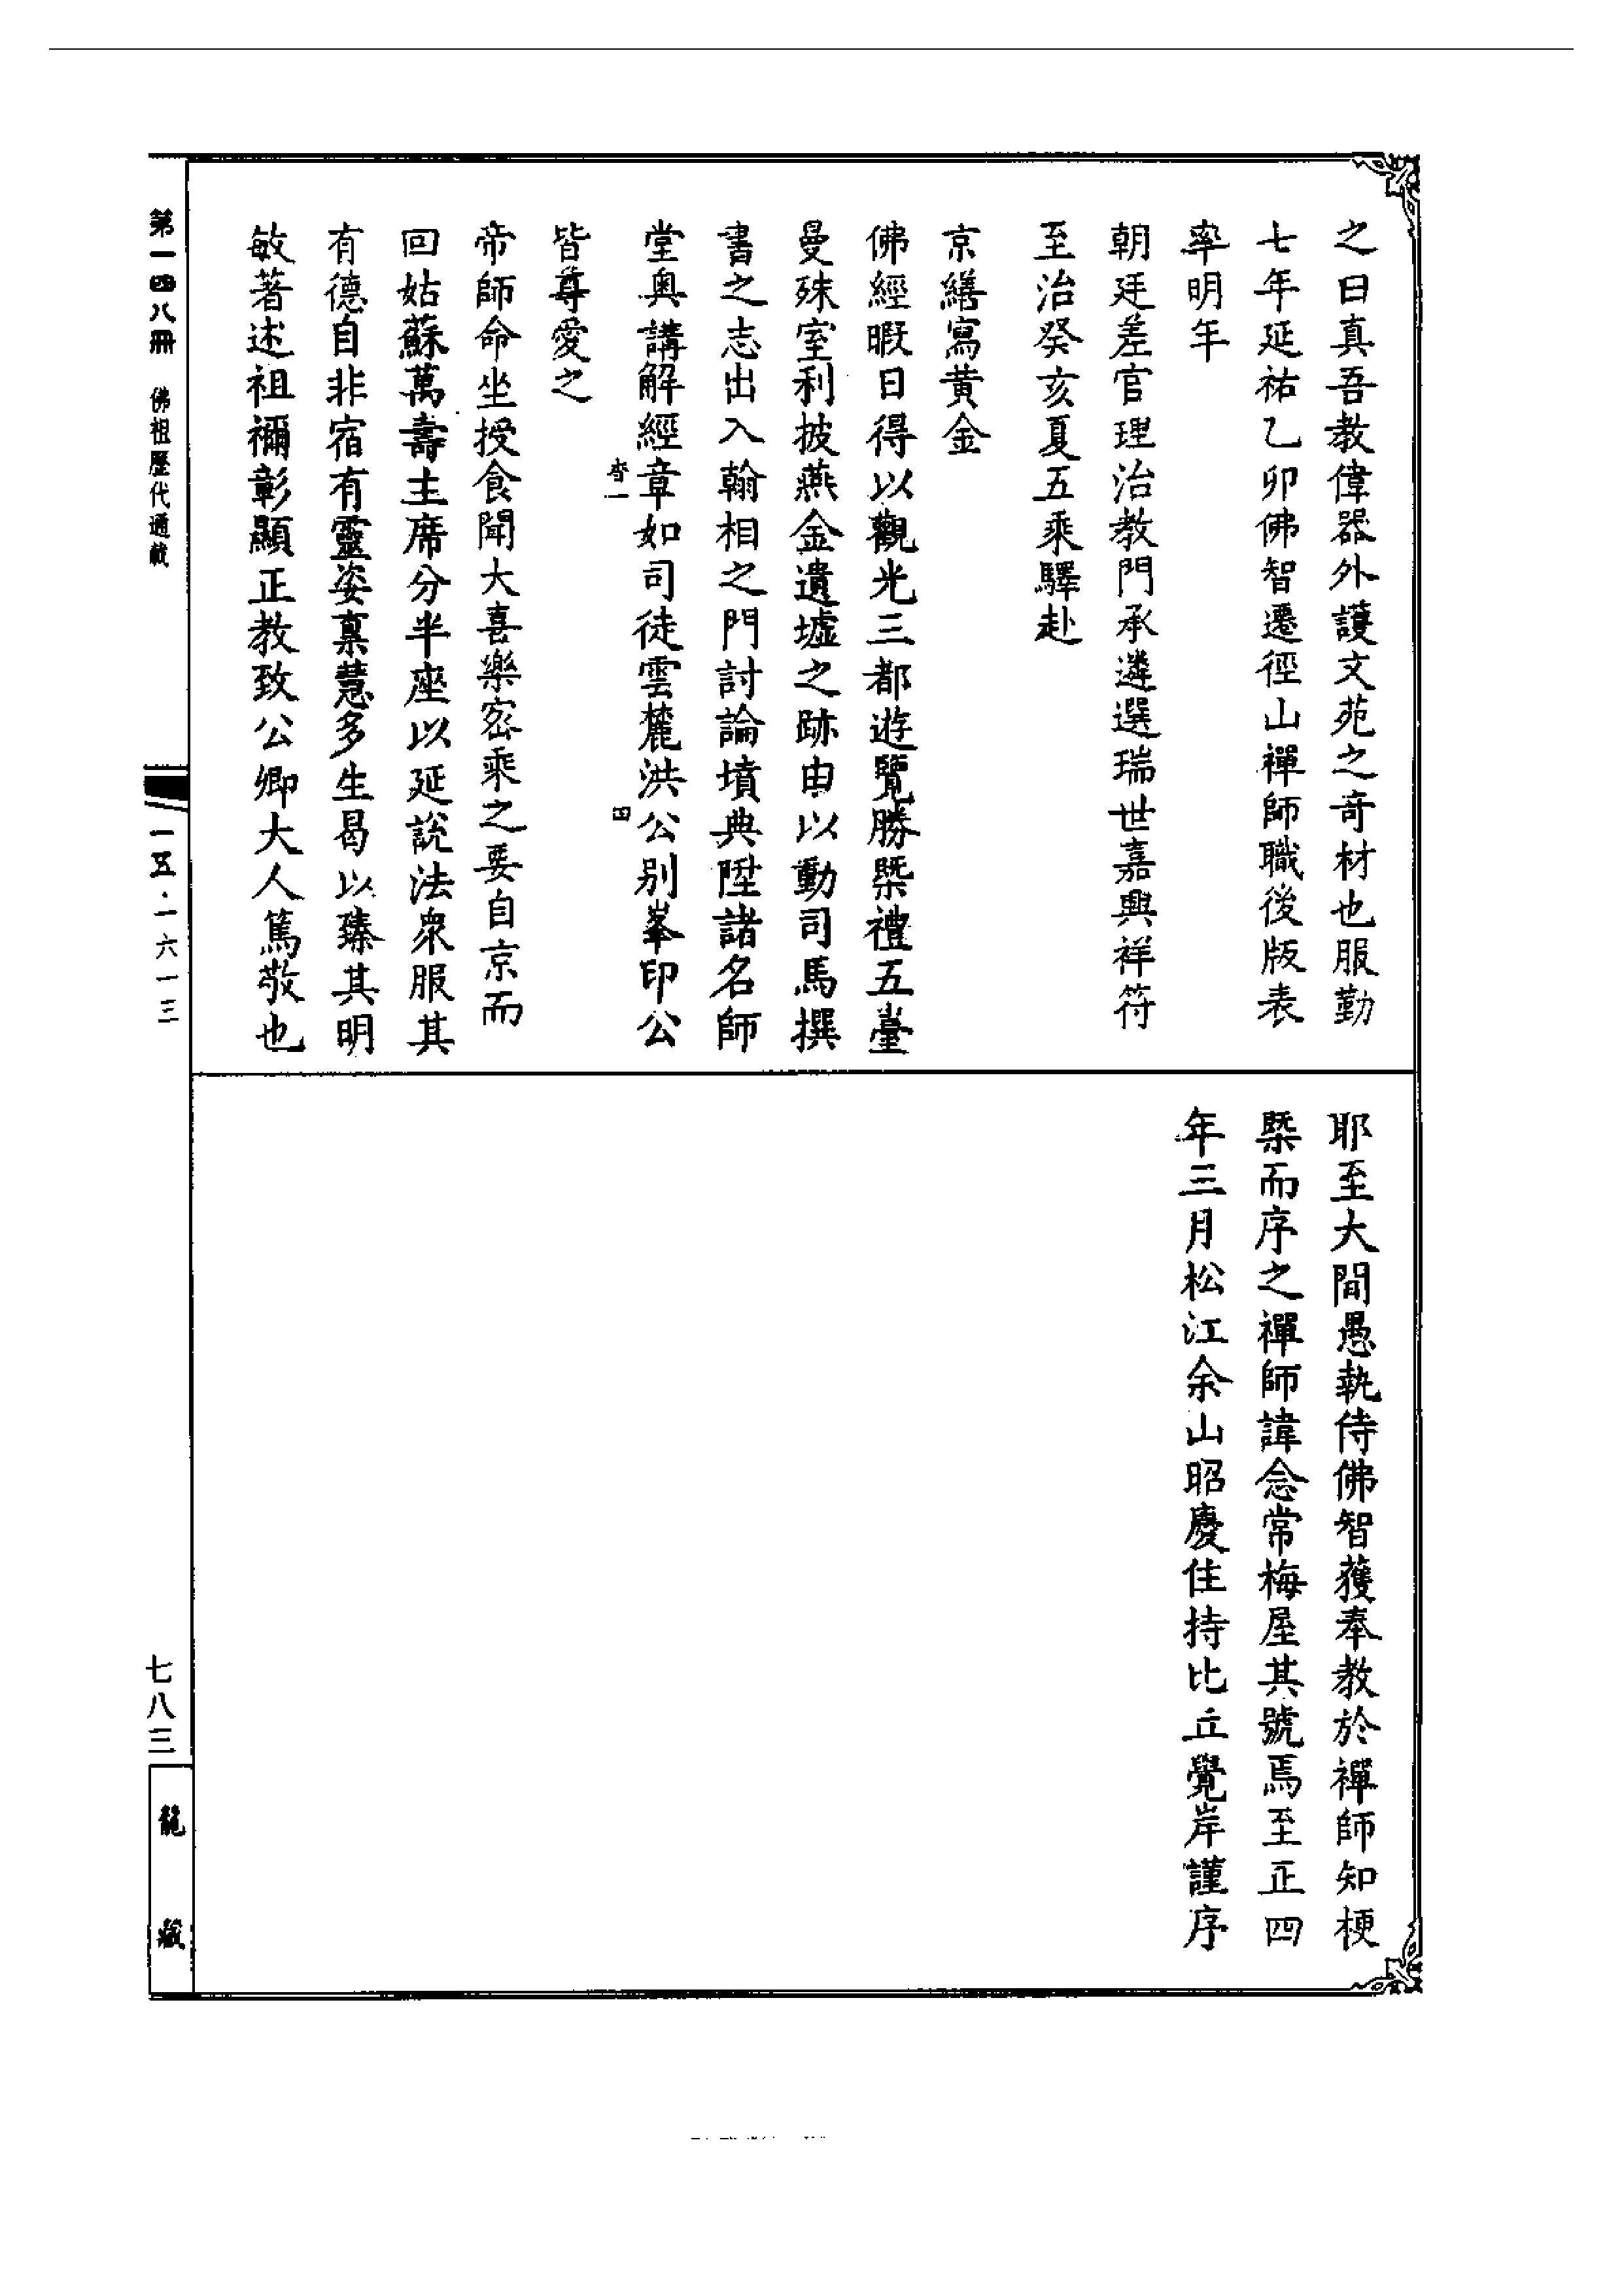 之曰真吾教偉器外護文苑之奇材也服勤
七年延祐乙卯佛智遷徑山禪師職後版表
率明年
朝廷差官理治教門承遴選瑞世嘉興祥符
至治癸亥夏五乘驛赴
京繕寫黃金
佛經暇日得以觀光三都遊覽勝槩禮五臺
曼殊室利披燕金遺墟之跡由以動司馬撰
書之志出入翰相之門討論墳典陞諸名師
堂奧講解經章如司徒雲麓洪公别峯印公
四
皆尊愛之
帝師命坐授食聞大喜樂密乘之要自京而
回姑蘇萬壽主席分半座以延說法衆服其
有德自非宿有靈姿禀慧多生曷以臻其明
敏著述祖禰彰顯正教致公卿大人篤敬也
耶至大間愚執侍佛智獲奉教於禪師知梗
槩而序之禪師諱念常梅屋其號焉至正四
年三月松江余山昭慶住持比丘覺岸謹序
第一四八冊 佛祖歷代通載
一五·一六一三
七八三
龍藏